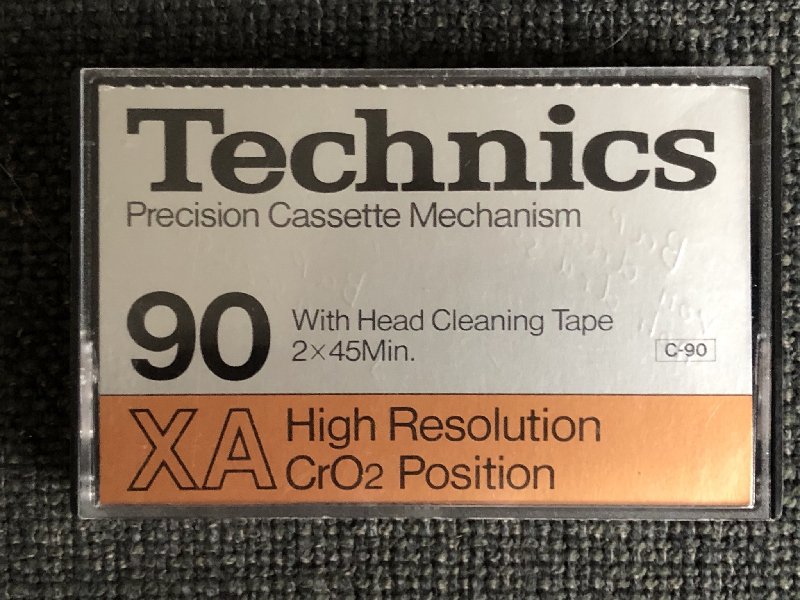 Technics
Precision Cassette Mechanism
90
With Head Cleaning Tape
2×45Min.
C-90
XA
High Resolution
CrO2 Position